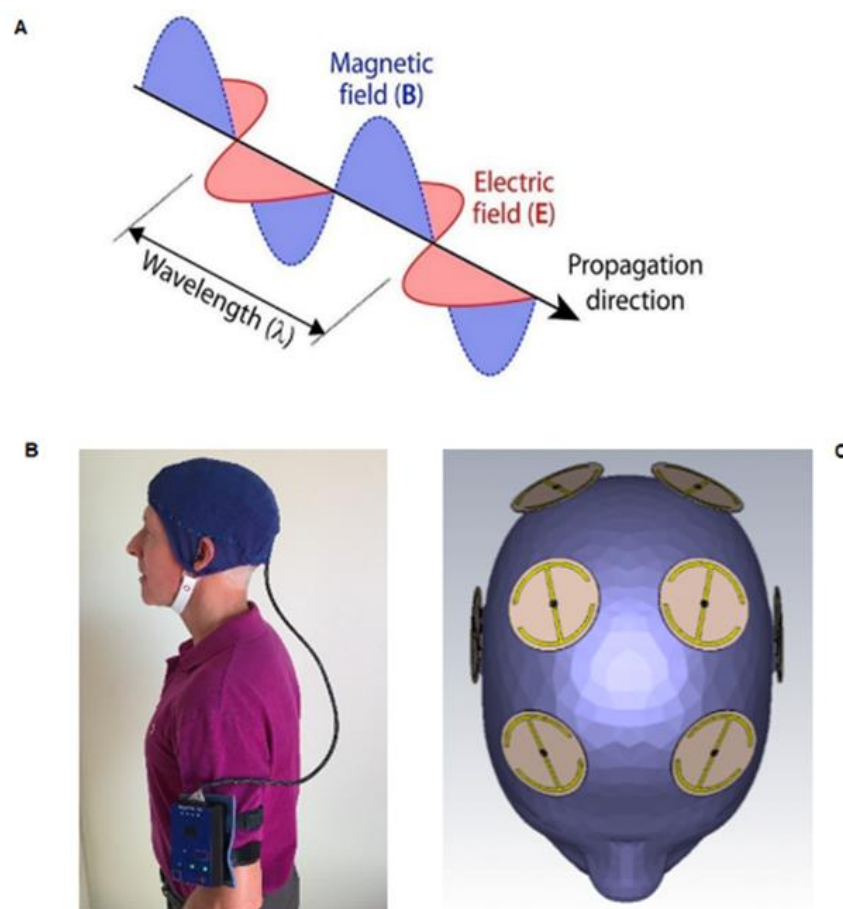 A
Magnetic
field (B)
Electric
field (E)
Propagation
direction
Wavelength (λ)
B
C